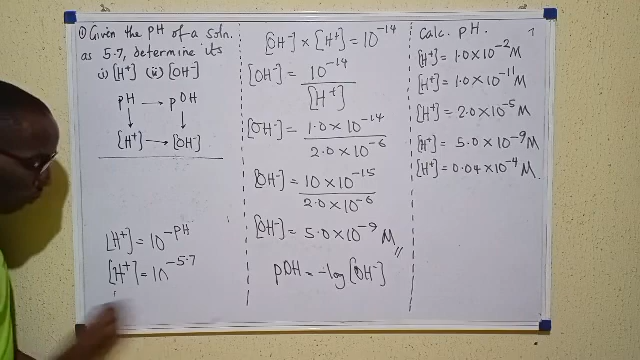 ① Given the pH of a soln.
as 5.7, determine its
i) [H⁺] (ii) [OH⁻]
pH → pOH
↓ ↓
[H⁺] → [OH⁻]
[H⁺] = 10^-pH
[H⁺] = 10^-5.7
[OH⁻] × [H⁺] = 10^-14
[OH⁻] = 10^-14
[H⁺]
[OH⁻] = 1.0 × 10^-14
2.0 × 10^-6
[OH⁻] = 10 × 10^-15
2.0 × 10^-6
[OH⁻] = 5.0 × 10^-9 M
pOH = -log [OH⁻]
Calc. pH.
[H⁺] = 1.0 × 10^-2 M
[H⁺] = 1.0 × 10^-11 M
[H⁺] = 2.0 × 10^-5 M
[H⁺] = 5.0 × 10^-9 M
[H⁺] = 0.04 × 10^-4 M